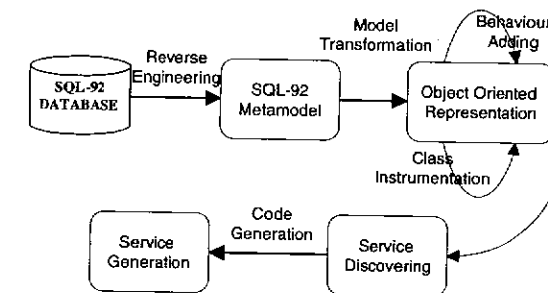 Model
Transformation
Behaviour
Adding
Reverse
Engineering
SQL-92
DATABASE
SQL-92
Metamodel
Object Oriented
Representation
Class
Instrumentation
Code
Generation
Service
Generation
Service
Discovering